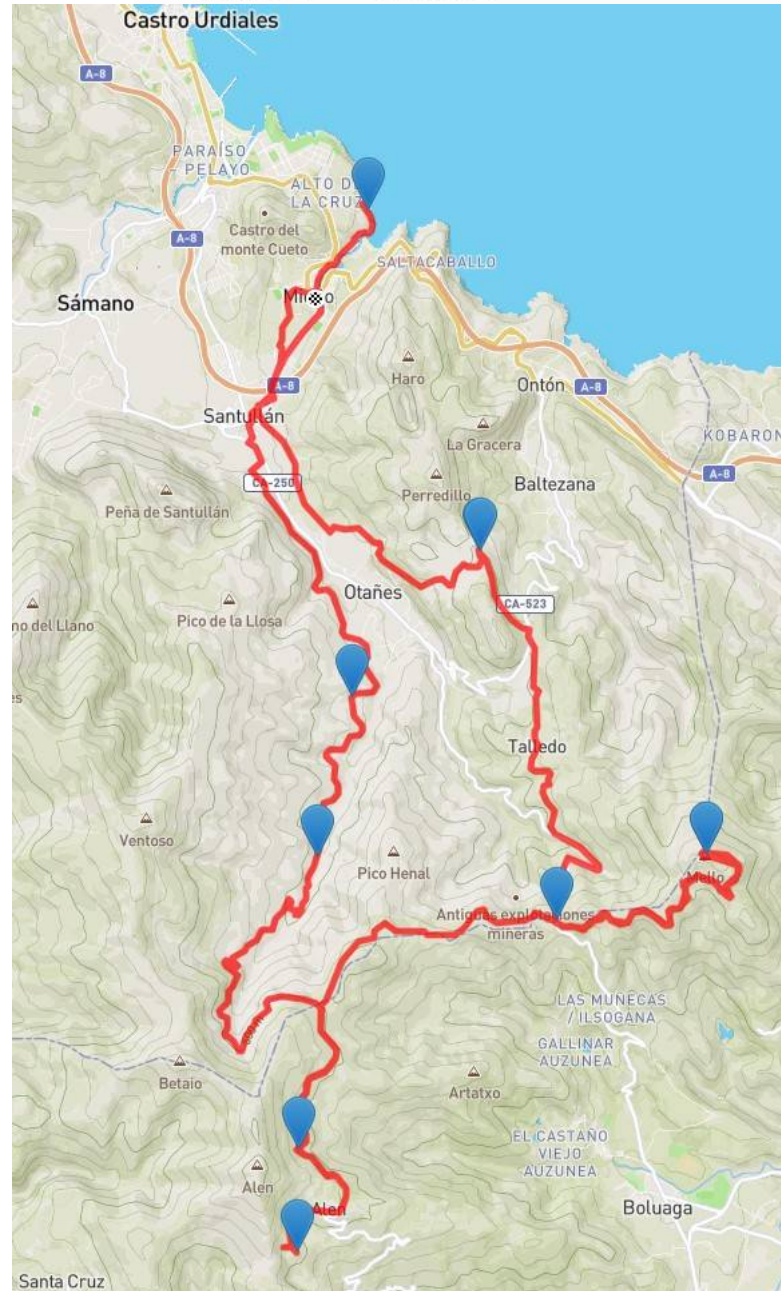 Castro Urdiales
A-8
PARAÍSO
- PELAYO
ALTO DE
LA CRUZ
Castro del
monte Cueto
A-8
SALTACABALLO
Sámano
Haro
Ontón
A-8
A-8
Santullán
La Gracera
KOBARON
A-8
CA-250
Perredillo
Baltezana
Peña de Santullán
Otañes
CA-523
Pico de la Llosa
no del Llano
es
Talledo
Ventoso
Pico Henal
Mello
Antiguas explotaciones
mineras
LAS MUÑECAS
/ ILSOGANA
GALLINAR
AUZUNEA
Betaio
Artatxo
EL CASTAÑO
VIEJO
AUZUNEA
Alen
Alen
Boluaga
Santa Cruz